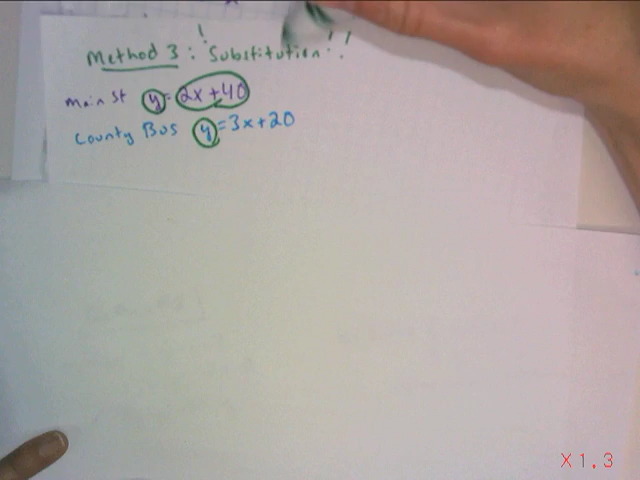 Method 3: Substitution!!
Main St y=2x+40
County Bus y=3x+20
X1.3